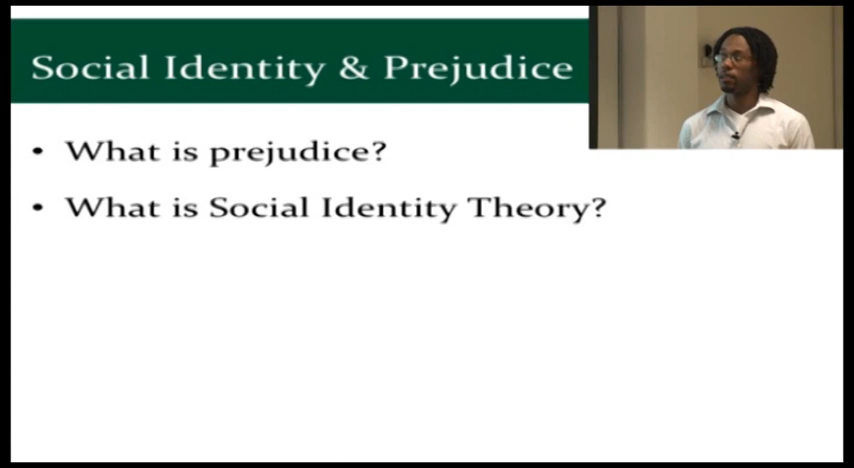 Social Identity & Prejudice
• What is prejudice?
• What is Social Identity Theory?